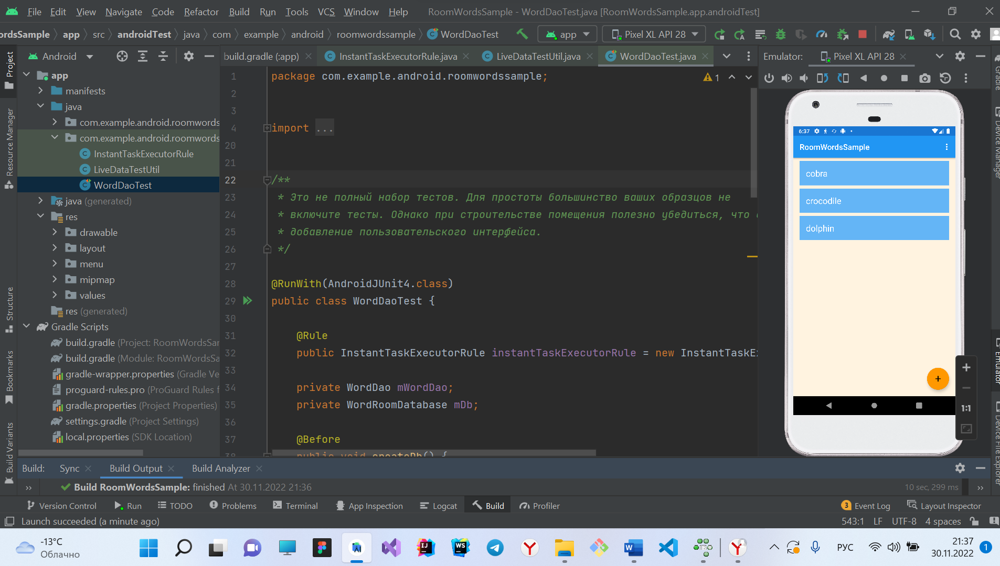 File Edit View Navigate Code Refactor Build Run Tools VCS Window Help RoomWordsSample - WordDaoTest.java [RoomWordsSample.app.androidTest]
ordsSample app src androidTest java com example android roomwordssample WordDaoTest app Pixel XL API 28
Project
Resource Manager
Structure
Bookmarks
Build Variants
Android
app
manifests
java
com.example.android.roomwords
com.example.android.roomwords
InstantTaskExecutorRule
LiveDataTestUtil
WordDaoTest
java (generated)
res
drawable
layout
menu
mipmap
values
res (generated)
Gradle Scripts
build.gradle (Project: RoomWordsSar
build.gradle (Module: RoomWordsSa
gradle-wrapper.properties (Gradle Ve
proguard-rules.pro (ProGuard Rules f
gradle.properties (Project Properties)
settings.gradle (Project Settings)
local.properties (SDK Location)
build.gradle (:app) InstantTaskExecutorRule.java LiveDataTestUtil.java WordDaoTest.java
1 package com.example.android.roomwordssample; 1
2
3
4 import ...
20
21
22 /**
23 * Это не полный набор тестов. Для простоты большинство ваших образцов не
24 * включите тесты. Однако при строительстве помещения полезно убедиться, что
25 * добавление пользовательского интерфейса.
26 */
27
28 @RunWith(AndroidJUnit4.class)
29 public class WordDaoTest {
30
31 @Rule
32 public InstantTaskExecutorRule instantTaskExecutorRule = new InstantTaskE
33
34 private WordDao mWordDao;
35 private WordRoomDatabase mDb;
36
37 @Before
38 public void createDb() {
Emulator: Pixel XL API 28
6:37
RoomWordsSample
cobra
crocodile
dolphin
+
+
−
1:1
Gradle
Device Manager
Emulator
Device File Explorer
Build: Sync Build Output Build Analyzer
Build RoomWordsSample: finished At 30.11.2022 21:36 10 sec, 299 ms
Version Control Run TODO Problems Terminal App Inspection Logcat Build Profiler 3 Event Log Layout Inspector
Launch succeeded (a minute ago) 543:1 LF UTF-8 4 spaces
-13°C
Облачно
IJ
WS
РУС
21:37
30.11.2022
1